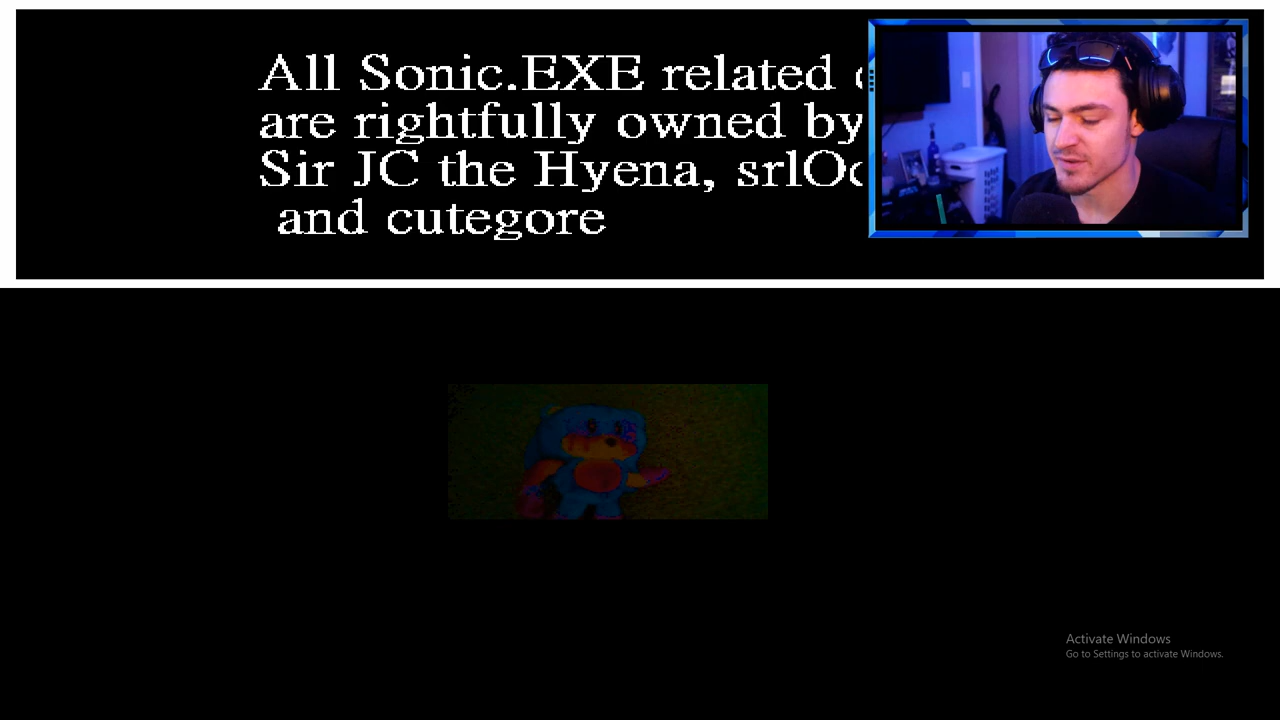 All Sonic.EXE related
are rightfully owned by
Sir JC the Hyena,
and cutegore
Activate Windows
Go to Settings to activate Windows.